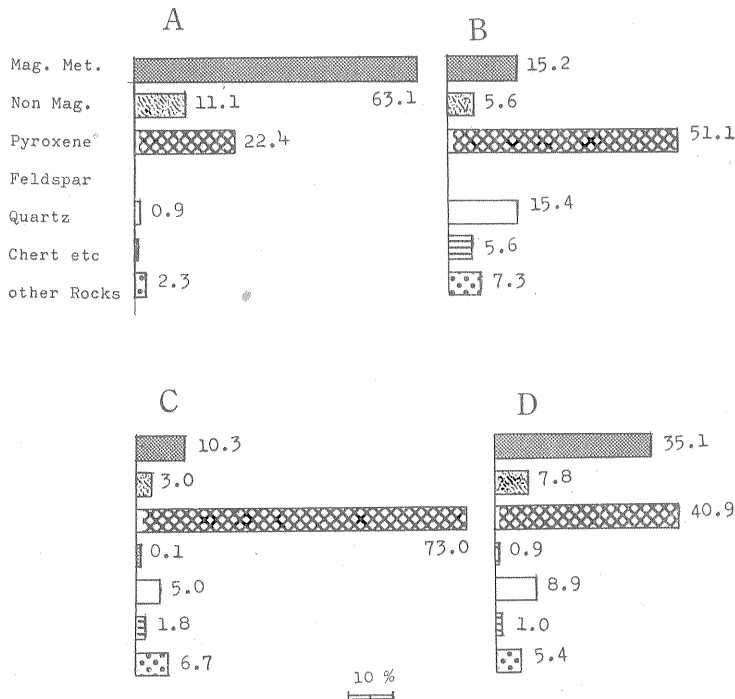 A
B
Mag. Met. 15.2
Non Mag. 11.1 63.1 5.6
Pyroxene 22.4 51.1
Feldspar
Quartz 0.9 15.4
Chert etc 5.6
other Rocks 2.3 7.3
C D
10.3 35.1
3.0 7.8
40.9
73.0
0.1 0.9
5.0 8.9
1.8 1.0
6.7 5.4
10 %